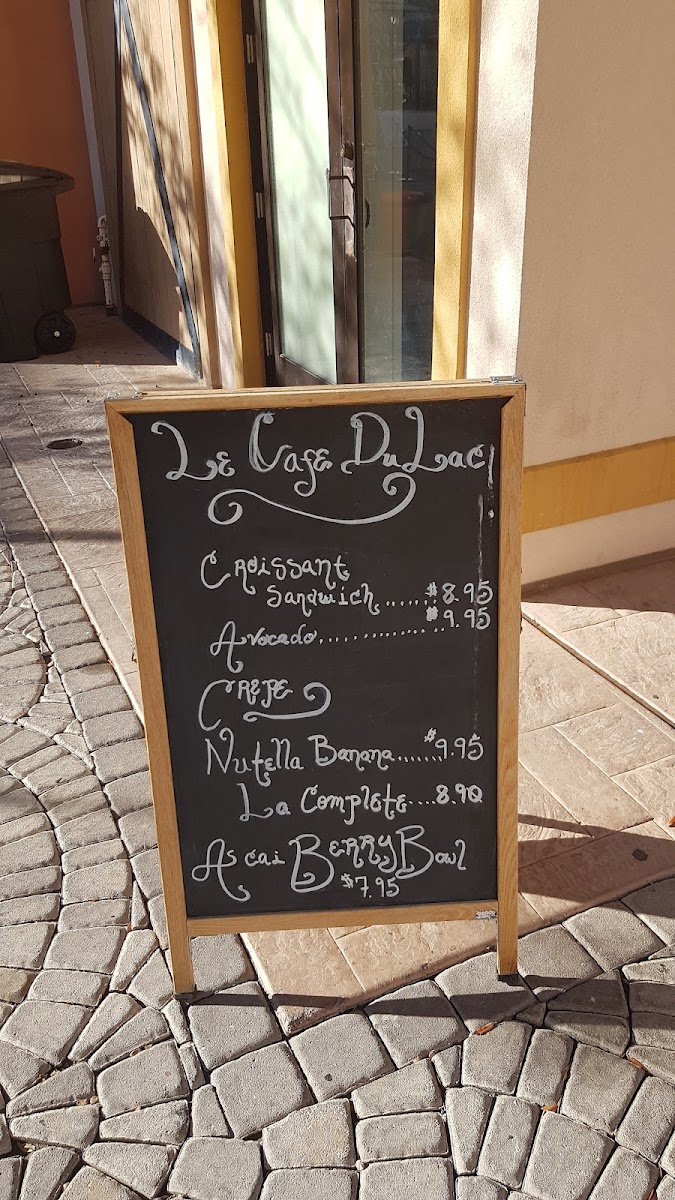 Le Cafe Du Lac
Croissant
Sandwich ....... $8.95
Avocado ................ $9.95
CREPE
Nutella Banana ....... $9.95
La Complete .... 8.90
Ascai BERRY Bowl
$7.95